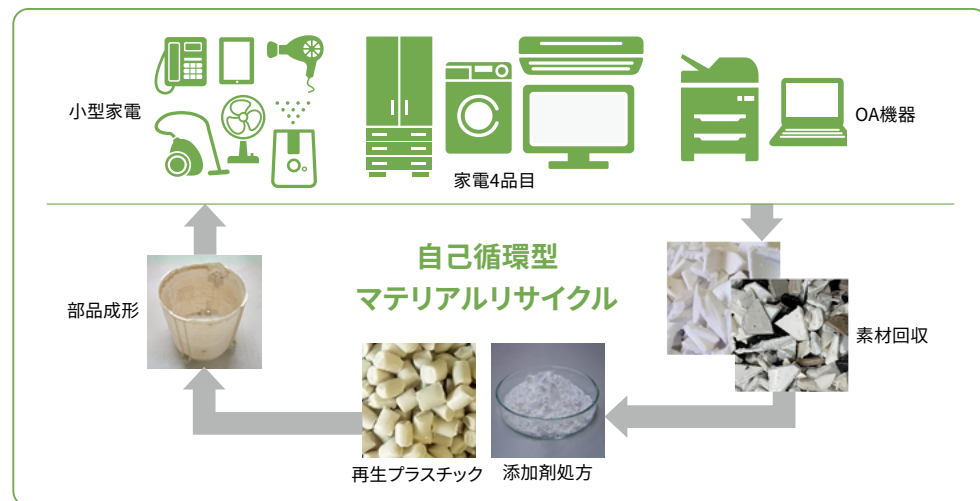 小型家電
家電4品目
OA機器
自己循環型
マテリアルリサイクル
部品成形
素材回収
再生プラスチック
添加剤処方